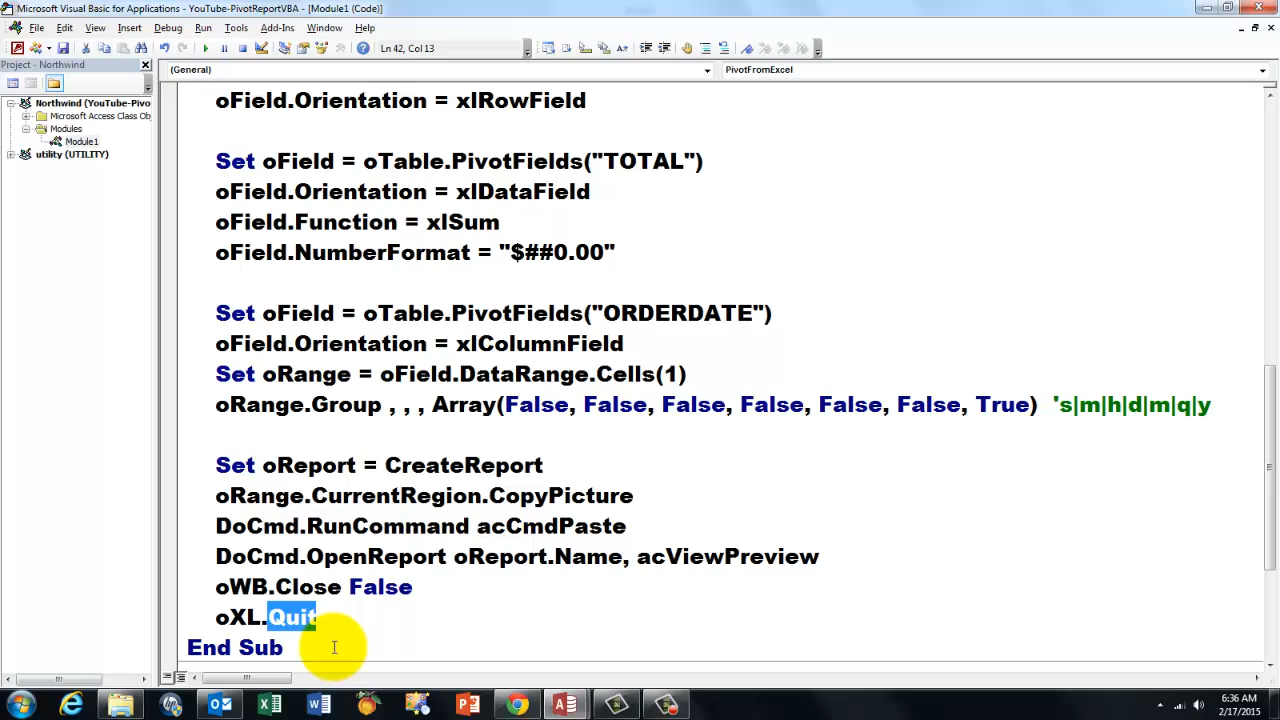 Microsoft Visual Basic for Applications - YouTube-PivotReportVBA - [Module1 (Code)]
File Edit View Insert Debug Run Tools Add-Ins Window Help
Ln 42, Col 13
Project - Northwind
(General) PivotFromExcel
Northwind (YouTube-Pivo
Microsoft Access Class Obj
Modules
Module1
utility (UTILITY)
oField.Orientation = xlRowField
Set oField = oTable.PivotFields("TOTAL")
oField.Orientation = xlDataField
oField.Function = xlSum
oField.NumberFormat = "$##0.00"
Set oField = oTable.PivotFields("ORDERDATE")
oField.Orientation = xlColumnField
Set oRange = oField.DataRange.Cells(1)
oRange.Group , , , Array(False, False, False, False, False, False, True) 's|m|h|d|m|q|y
Set oReport = CreateReport
oRange.CurrentRegion.CopyPicture
DoCmd.RunCommand acCmdPaste
DoCmd.OpenReport oReport.Name, acViewPreview
oWB.Close False
oXL.Quit
End Sub
6:36 AM
2/17/2015